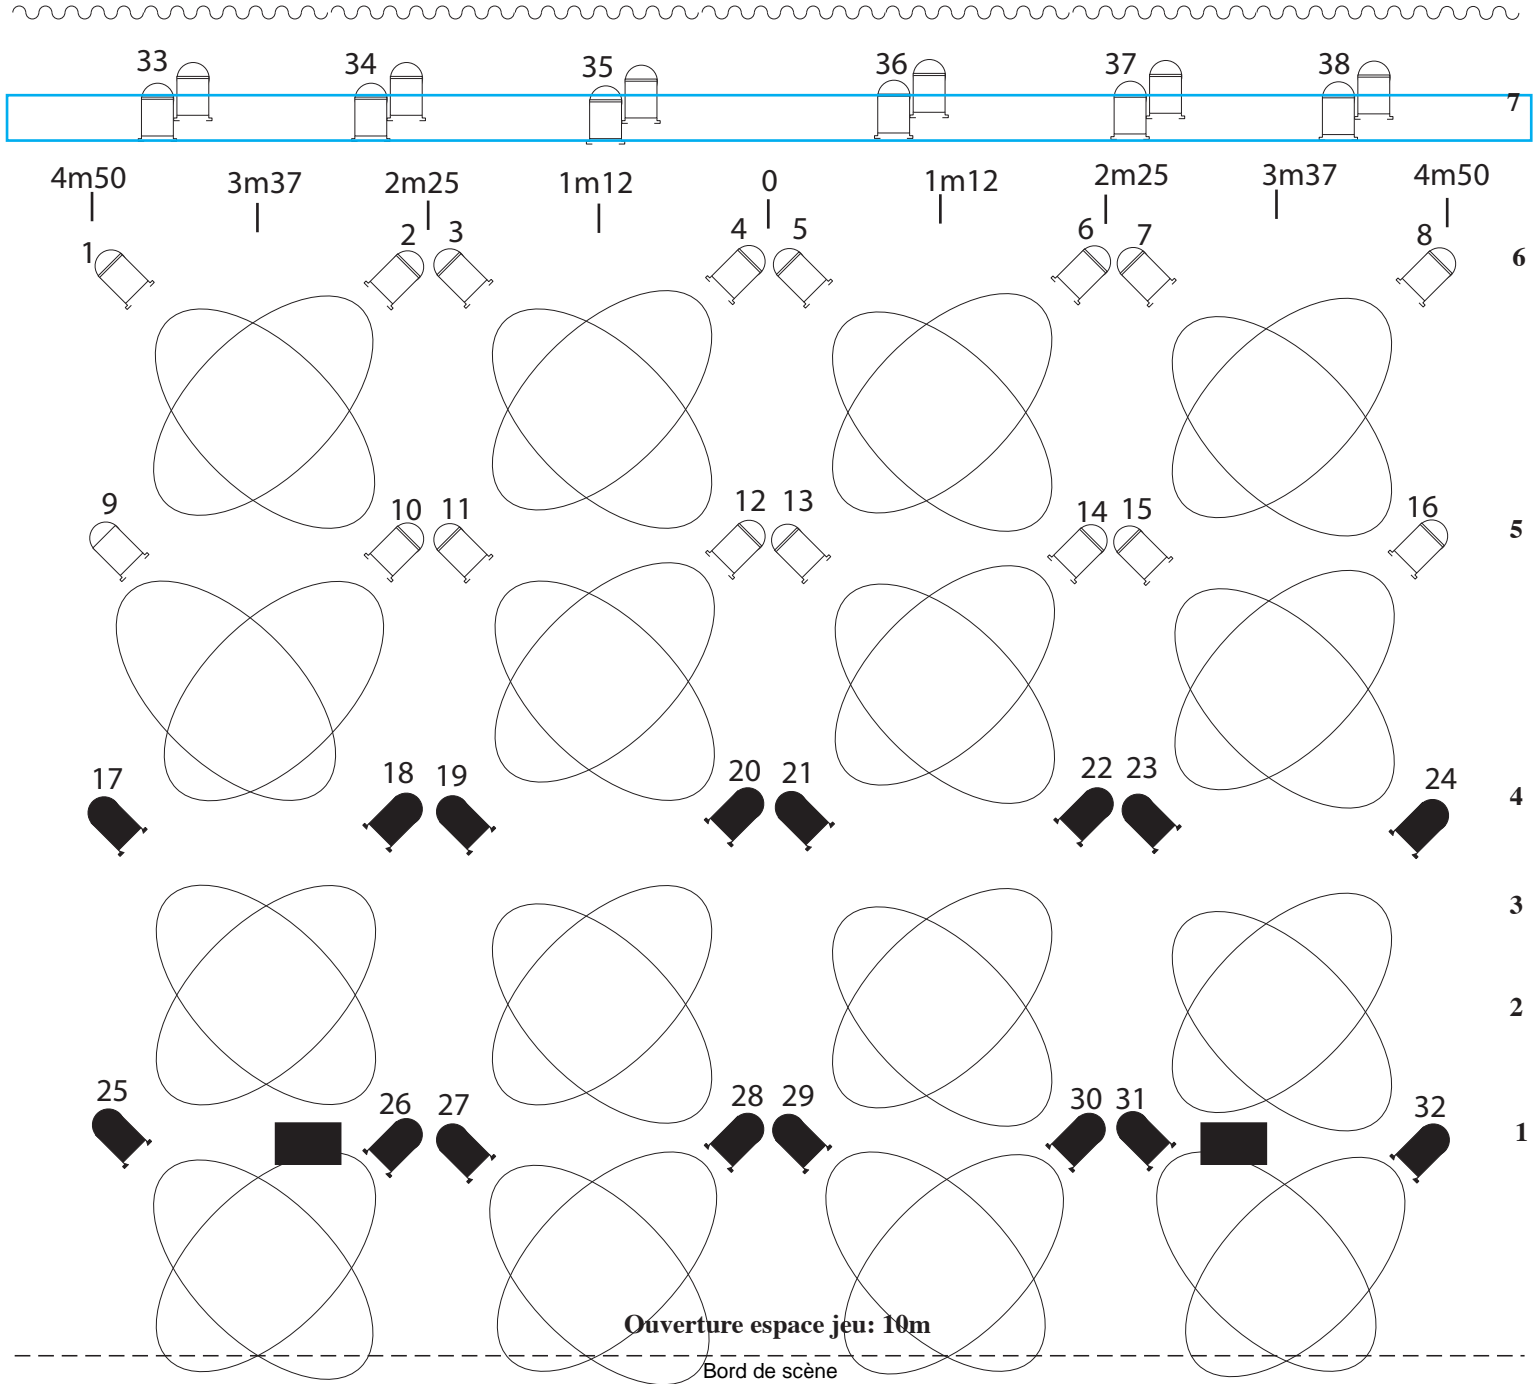 33 34 35 36 37 38
7
4m50 3m37 2m25 1m12 0 1m12 2m25 3m37 4m50
1 2 3 4 5 6 7 8
6
9 10 11 12 13 14 15 16
5
17 18 19 20 21 22 23 24
4
3
2
25 26 27 28 29 30 31 32
1
Ouverture espace jeu: 10m
Bord de scène